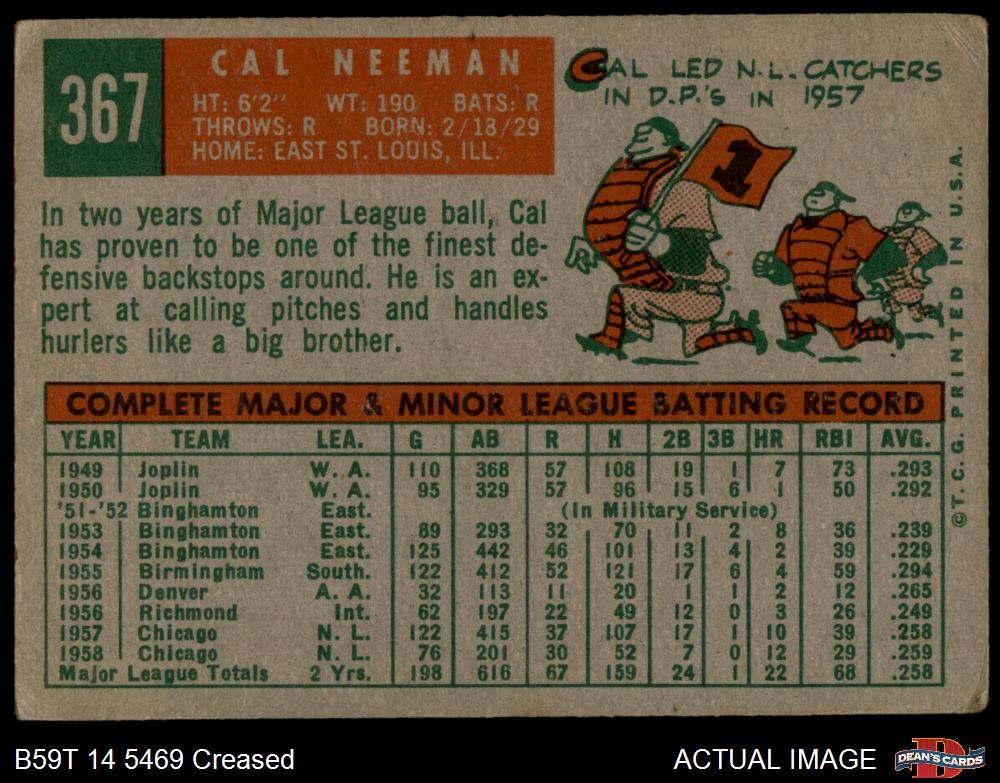 367
CAL NEEMAN
HT: 6'2" WT: 190 BATS: R
THROWS: R BORN: 2/18/29
HOME: EAST ST. LOUIS, ILL.
CAL LED N.L. CATCHERS
IN D.P.'S IN 1957
1
In two years of Major League ball, Cal
has proven to be one of the finest de-
fensive backstops around. He is an ex-
pert at calling pitches and handles
hurlers like a big brother.
COMPLETE MAJOR & MINOR LEAGUE BATTING RECORD
YEAR TEAM LEA. G AB R H 2B 3B HR RBI AVG.
1949 Joplin W. A. 110 368 57 108 19 1 7 73 .293
1950 Joplin W. A. 95 329 57 96 15 6 1 50 .292
'51-'52 Binghamton East. (In Military Service)
1953 Binghamton East. 89 293 32 70 11 2 8 36 .239
1954 Binghamton East. 125 442 46 101 13 4 2 39 .229
1955 Birmingham South. 122 412 52 121 17 6 4 59 .294
1956 Denver A. A. 32 113 11 20 1 1 2 12 .265
1956 Richmond Int. 62 197 22 49 12 0 3 26 .249
1957 Chicago N. L. 122 415 37 107 17 1 10 39 .258
1958 Chicago N. L. 76 201 30 52 7 0 12 29 .259
Major League Totals 2 Yrs. 198 616 67 159 24 1 22 68 .258
©T.C.G. PRINTED IN U.S.A.
B59T 14 5469 Creased
ACTUAL IMAGE
D
DEAN'S CARDS